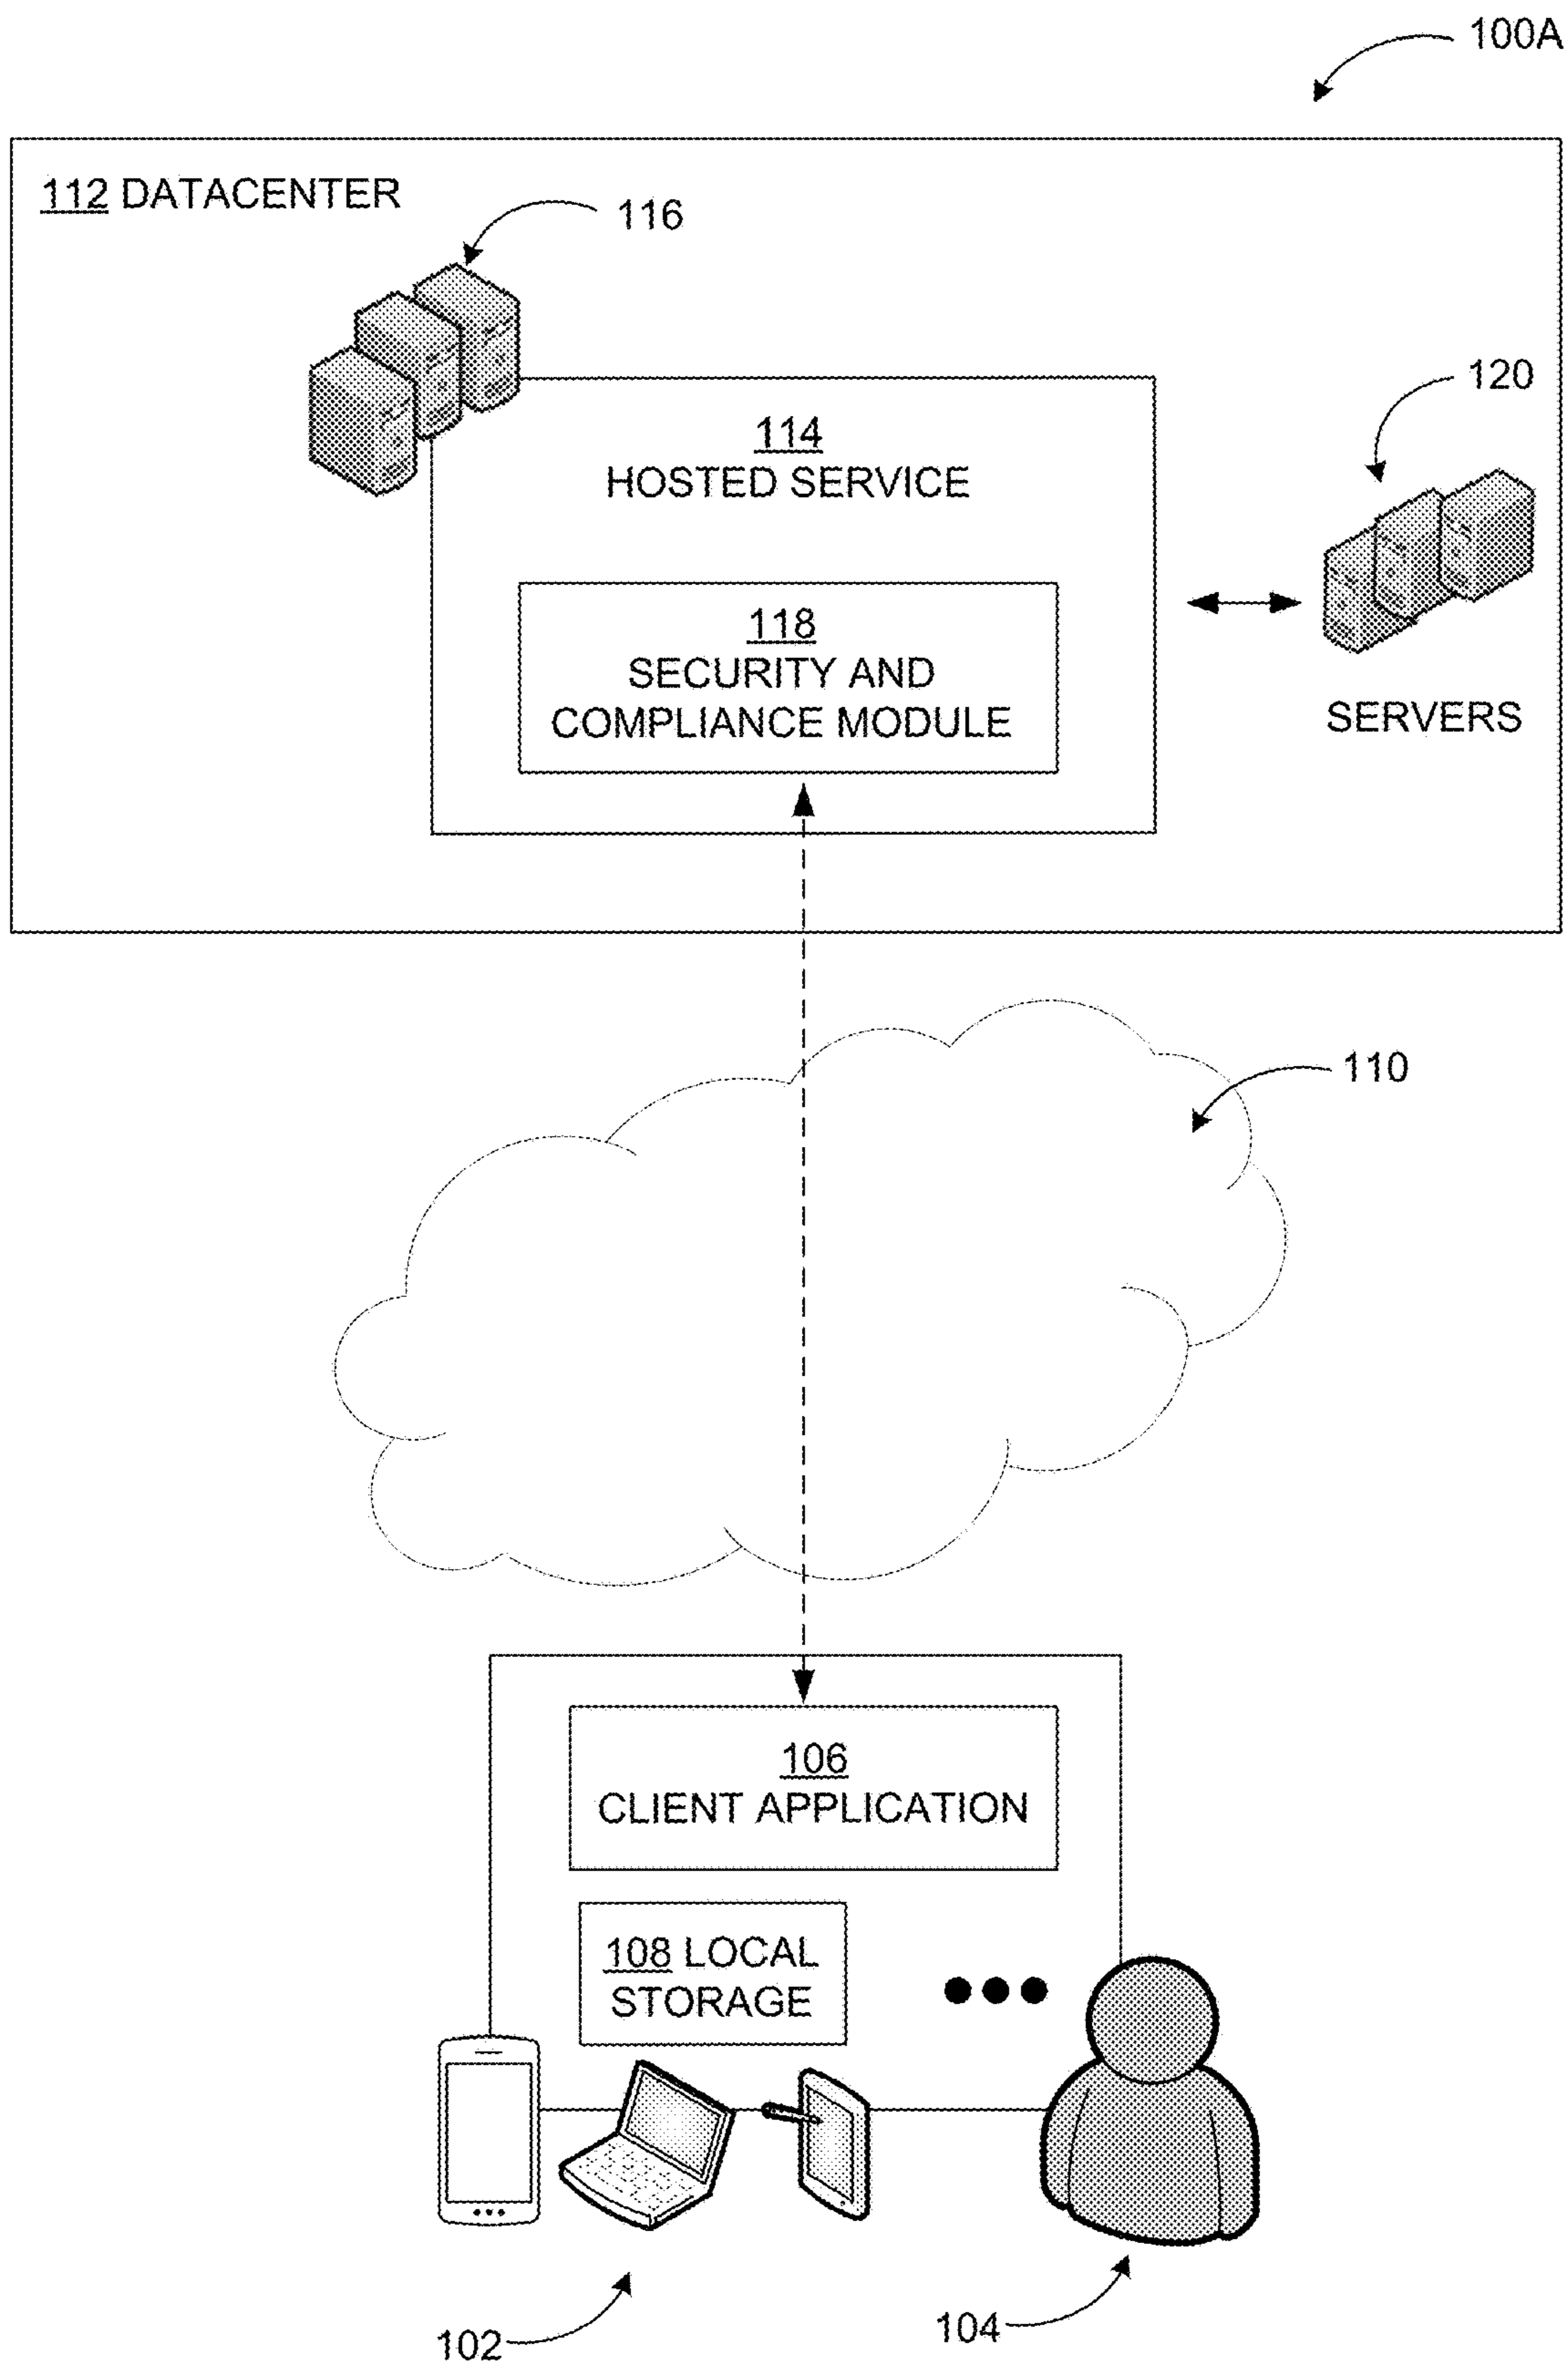 100A
112 DATACENTER
116
120
114
HOSTED SERVICE
118
SECURITY AND
COMPLIANCE MODULE
SERVERS
110
106
CLIENT APPLICATION
108 LOCAL
STORAGE
102
104